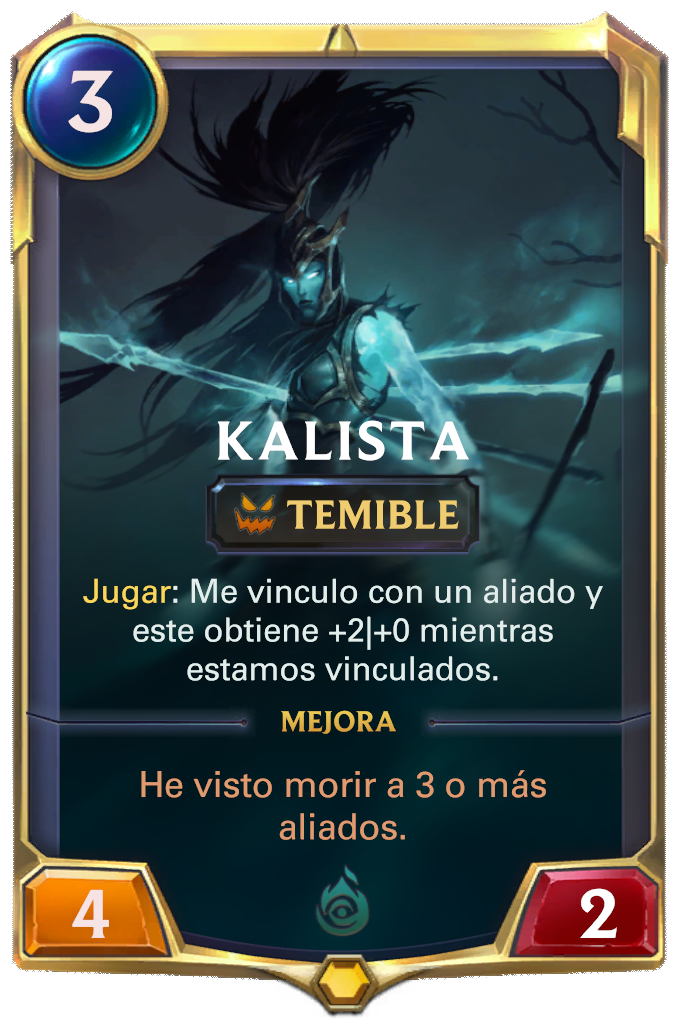 3
KALISTA
TEMIBLE
Jugar: Me vinculo con un aliado y
este obtiene +2|+0 mientras
estamos vinculados.
MEJORA
He visto morir a 3 o más
aliados.
4
2